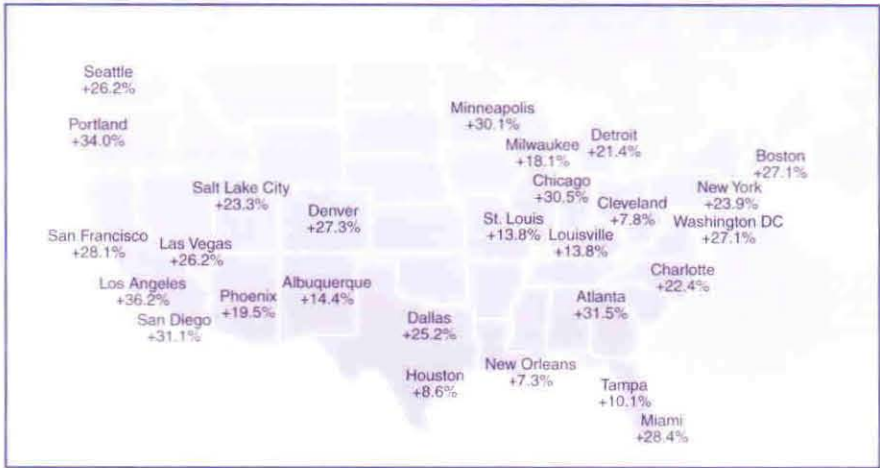 Seattle
+26.2%
Portland
+34.0%
Minneapolis
+30.1%
Milwaukee
+18.1%
Detroit
+21.4%
Boston
+27.1%
Salt Lake City
+23.3%
Denver
+27.3%
Chicago
+30.5%
Cleveland
+7.8%
New York
+23.9%
San Francisco
+28.1%
Las Vegas
+26.2%
St. Louis
+13.8%
Louisville
+13.8%
Washington DC
+27.1%
Los Angeles
+36.2%
San Diego
+31.1%
Phoenix
+19.5%
Albuquerque
+14.4%
Charlotte
+22.4%
Atlanta
+31.5%
Dallas
+25.2%
Houston
+8.6%
New Orleans
+7.3%
Tampa
+10.1%
Miami
+28.4%